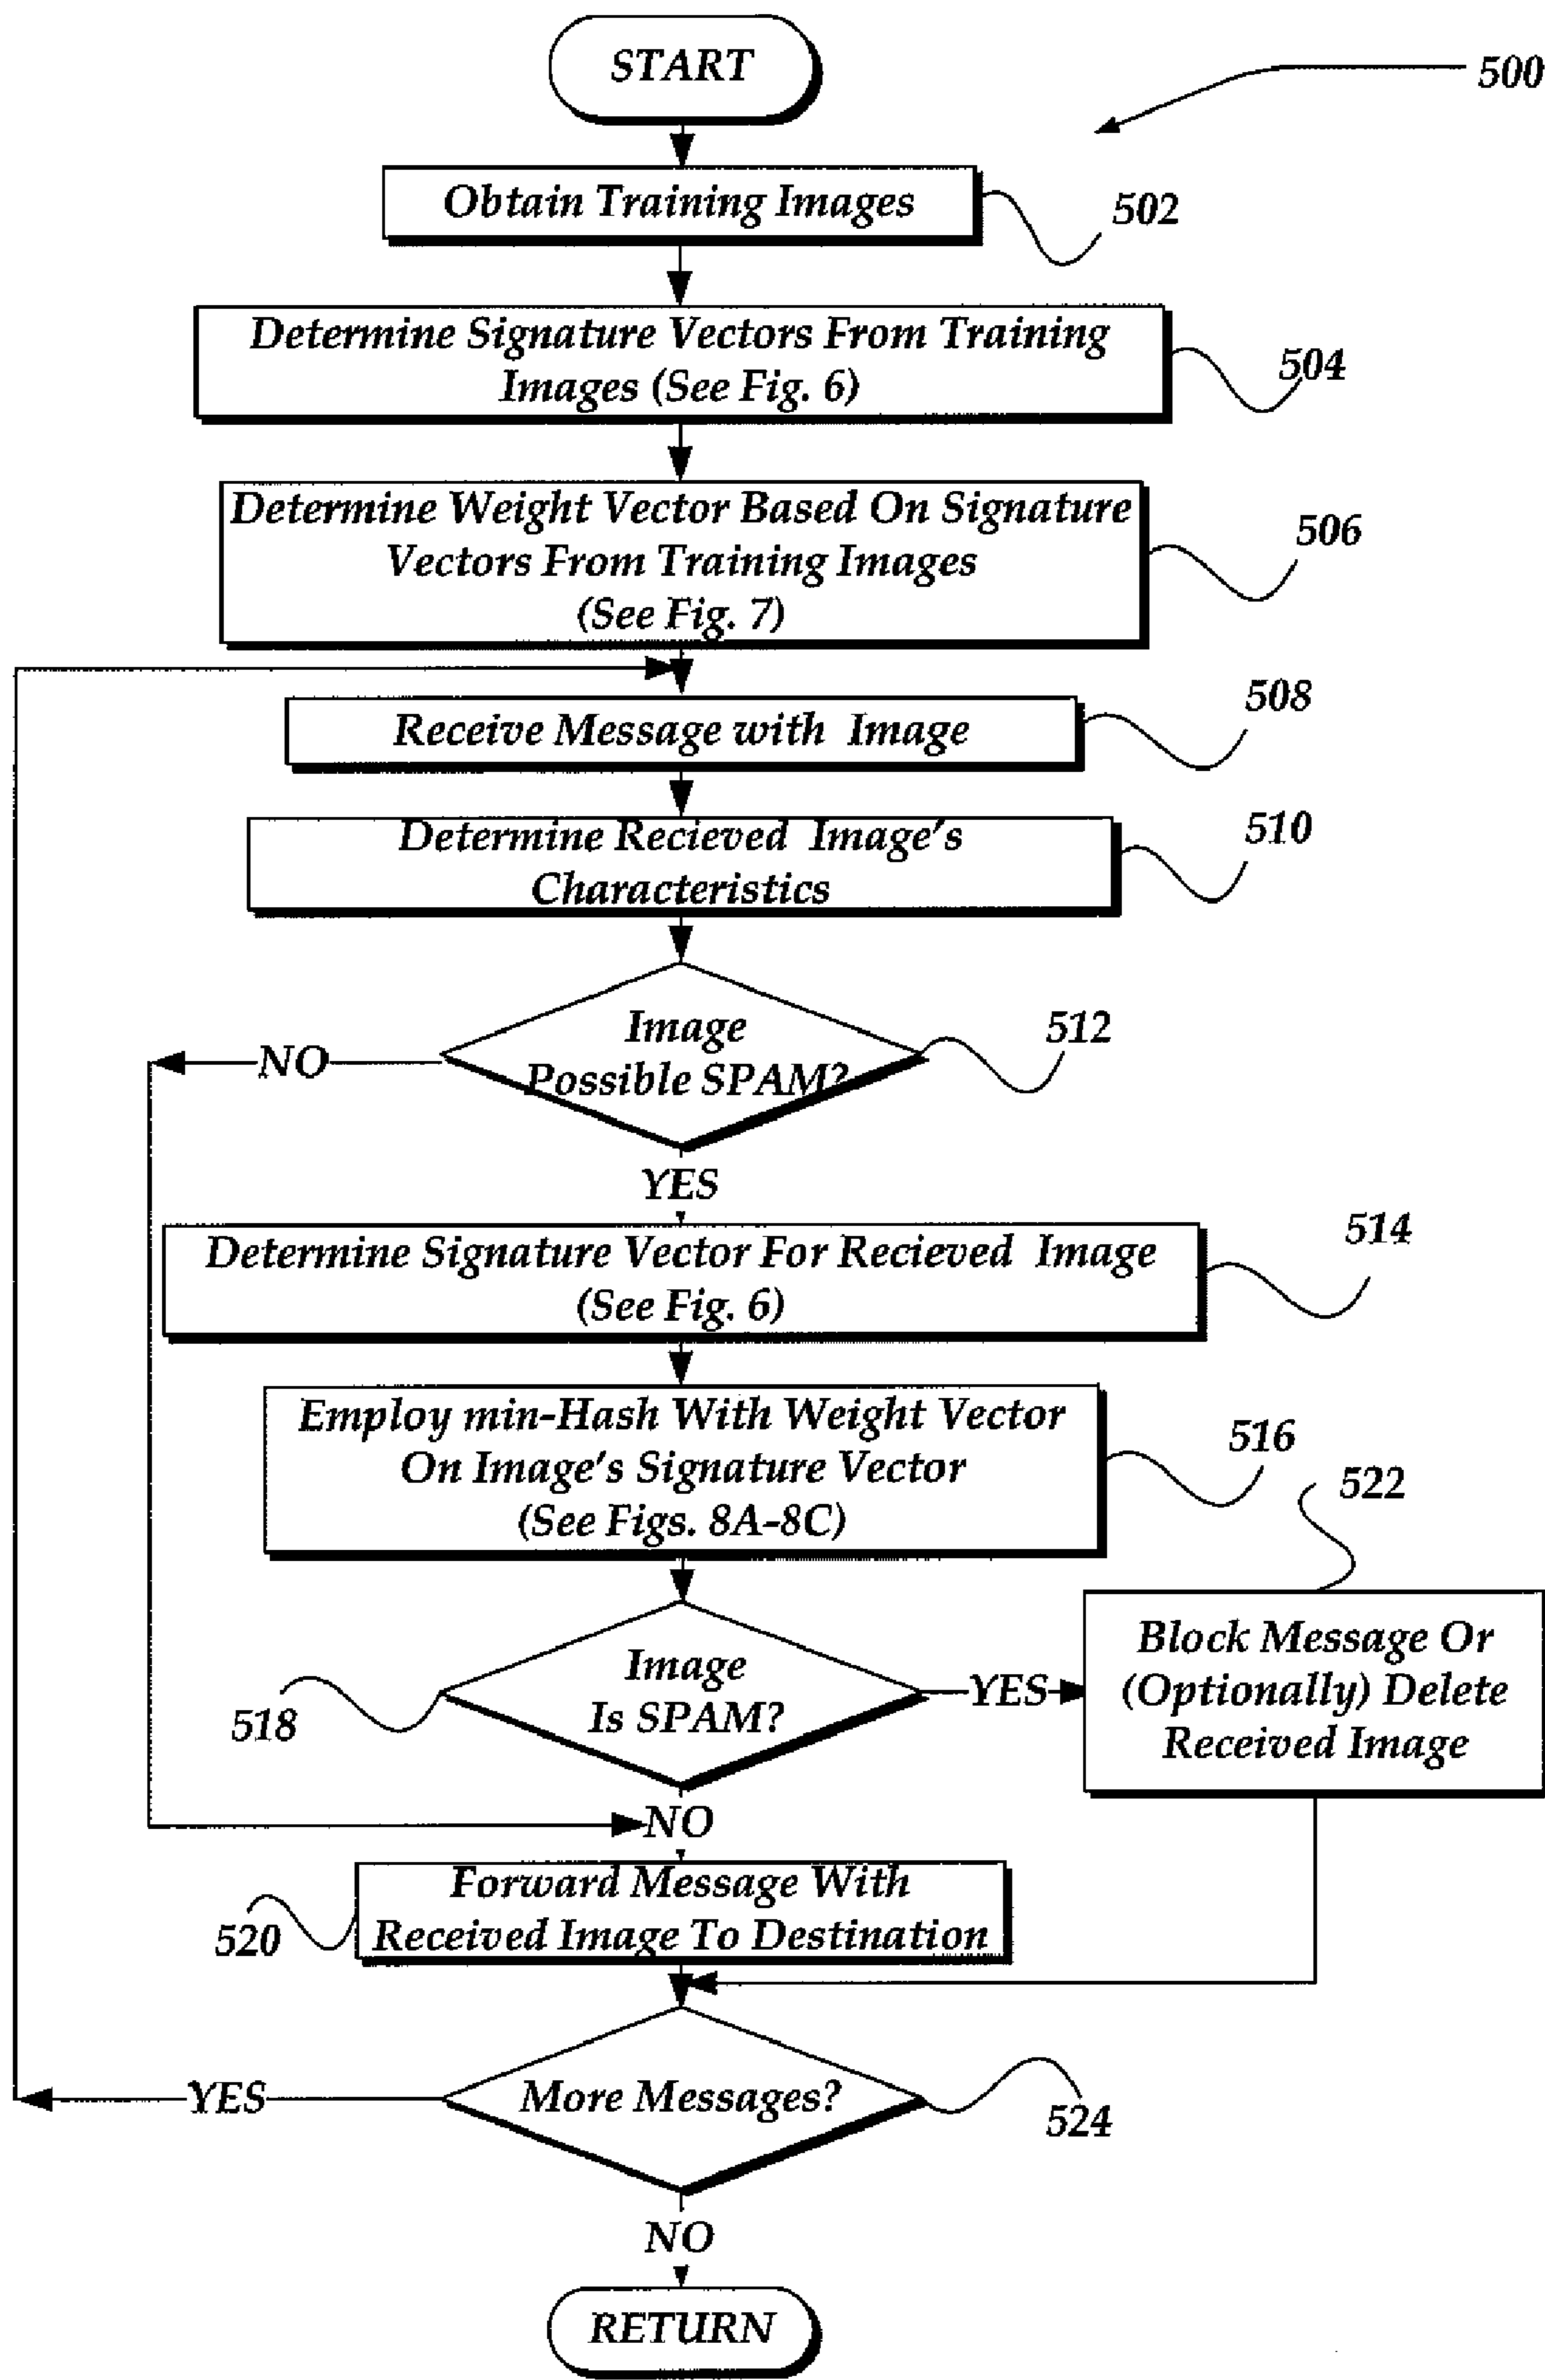 START
500
Obtain Training Images
502
Determine Signature Vectors From Training
Images (See Fig. 6)
504
Determine Weight Vector Based On Signature
Vectors From Training Images
(See Fig. 7)
506
Receive Message with Image
508
Determine Recieved Image's
Characteristics
510
Image
Possible SPAM?
512
NO
YES
Determine Signature Vector For Recieved Image
(See Fig. 6)
514
Employ min-Hash With Weight Vector
On Image's Signature Vector
(See Figs. 8A-8C)
516
Image
Is SPAM?
518
YES
Block Message Or
(Optionally) Delete
Received Image
522
NO
Forward Message With
Received Image To Destination
520
More Messages?
524
YES
NO
RETURN